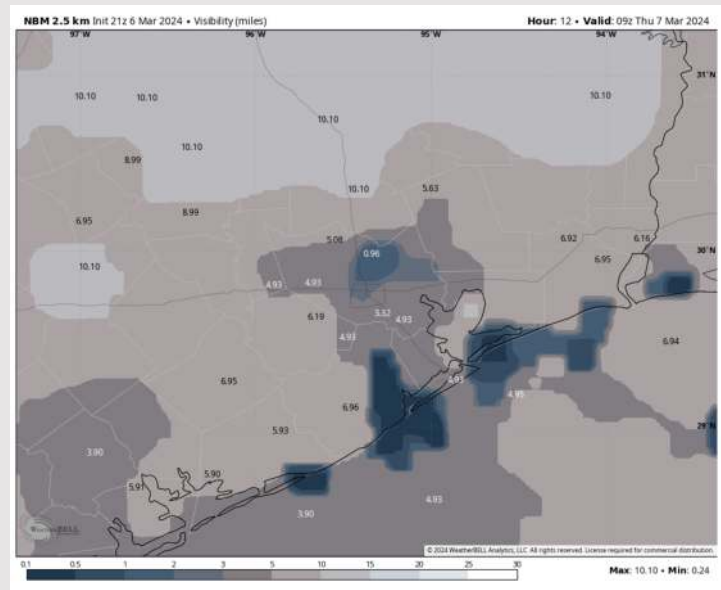 NBM 2.5 km Init 21z 6 Mar 2024 • Visibility (miles)
Hour: 12 • Valid: 09z Thu 7 Mar 2024
97°W 96°W 95°W 94°W
31°N
10.10 10.10 10.10
10.10
10.10
8.99
10.10 5.63
8.99
6.95
5.08 6.92 6.16
30°N
0.96 6.95
10.10
4.93 4.93
6.19 3.32 4.93
4.93 6.94
6.95 4.93
4.95
6.96
29°N
5.93
3.90
5.90
5.91
4.93
3.90
WeatherBELL
© 2024 WeatherBELL Analytics, LLC. All rights reserved. License required for commercial distribution.
0.1 0.5 1 2 3 5 10 15 20 25 30
Max: 10.10 • Min: 0.24